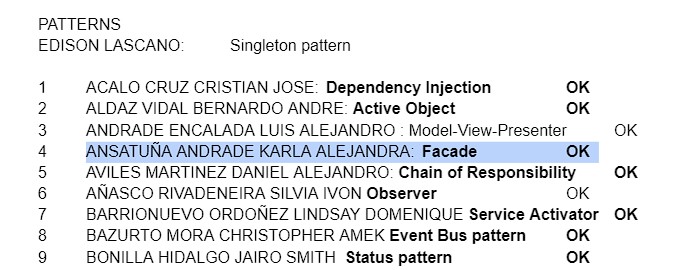 PATTERNS
EDISON LASCANO: Singleton pattern
1 ACALO CRUZ CRISTIAN JOSE: Dependency Injection OK
2 ALDAZ VIDAL BERNARDO ANDRE: Active Object OK
3 ANDRADE ENCALADA LUIS ALEJANDRO : Model-View-Presenter OK
4 ANSATUÑA ANDRADE KARLA ALEJANDRA: Facade OK
5 AVILES MARTINEZ DANIEL ALEJANDRO: Chain of Responsibility OK
6 AÑASCO RIVADENEIRA SILVIA IVON Observer OK
7 BARRIONUEVO ORDOÑEZ LINDSAY DOMENIQUE Service Activator OK
8 BAZURTO MORA CHRISTOPHER AMEK Event Bus pattern OK
9 BONILLA HIDALGO JAIRO SMITH Status pattern OK